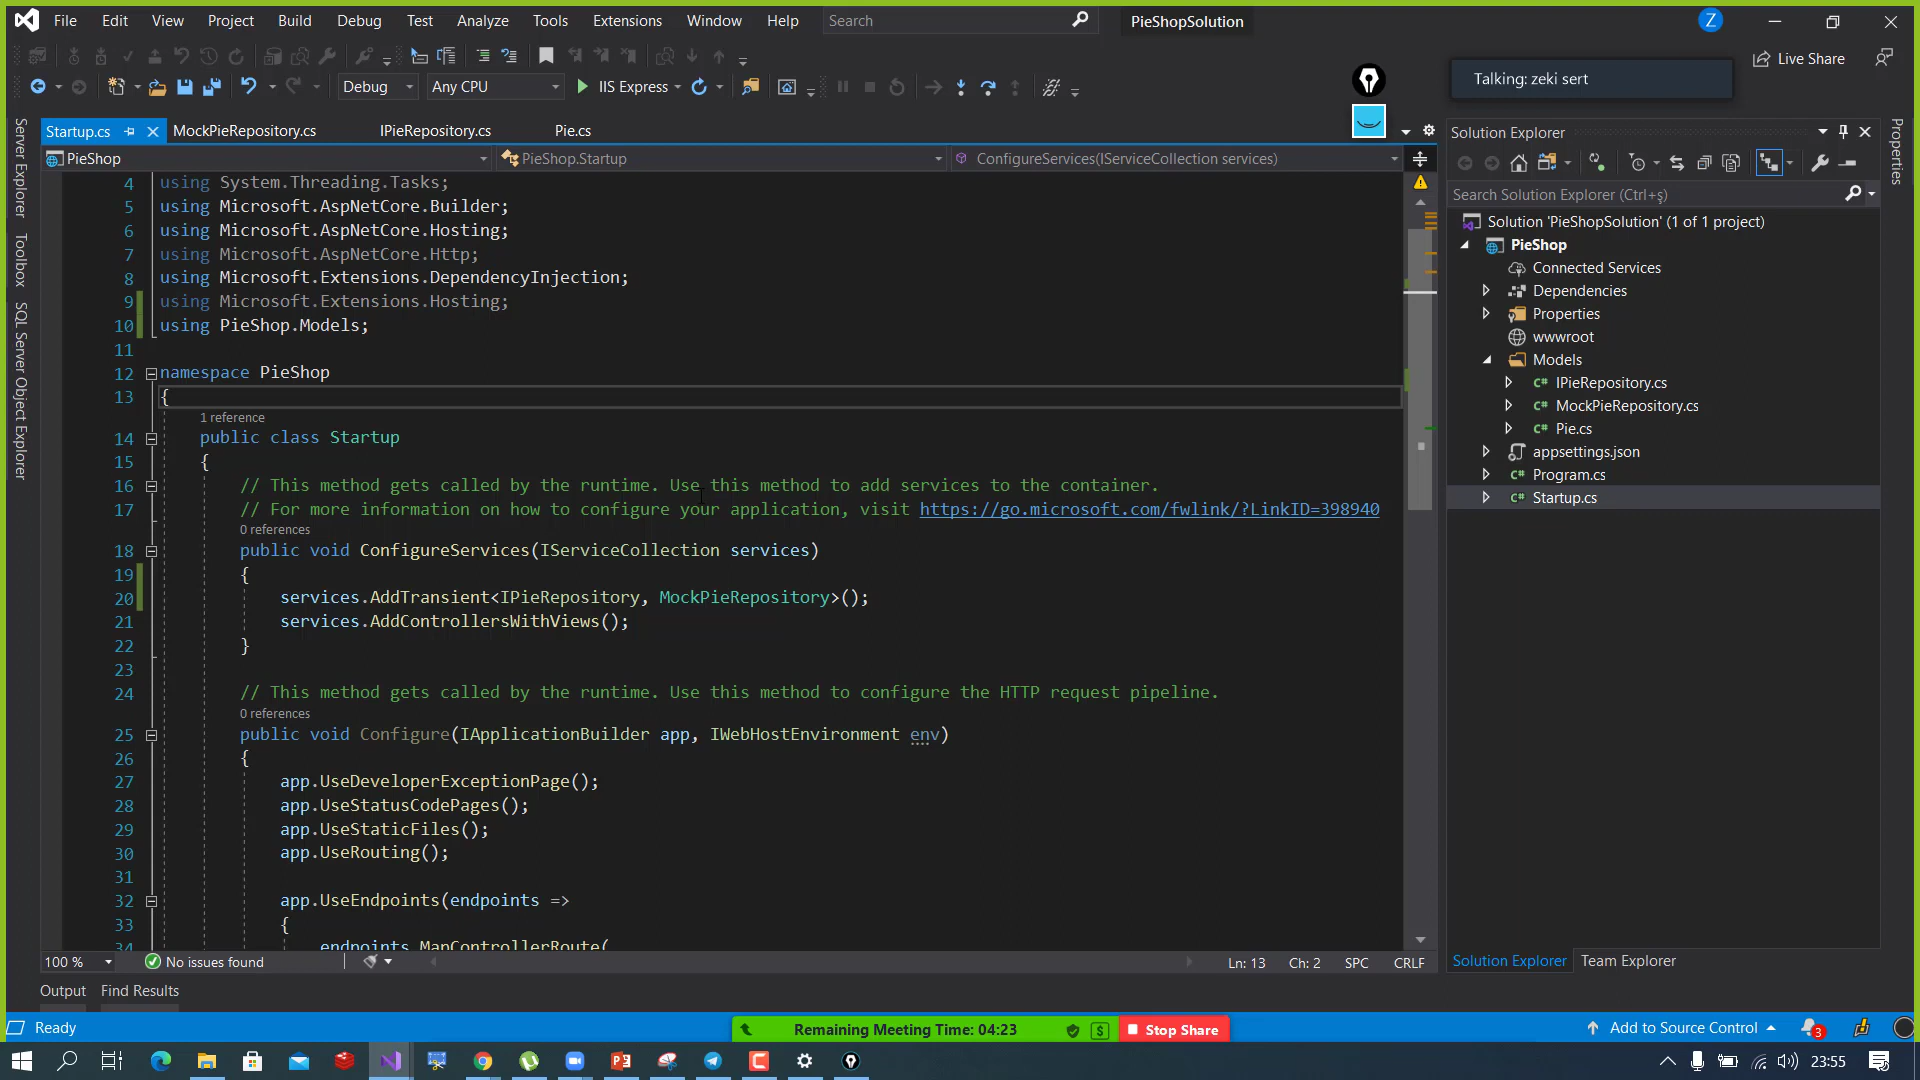 File Edit View Project Build Debug Test Analyze Tools Extensions Window Help Search PieShopSolution Z
Live Share
Debug Any CPU IIS Express
Talking: zeki sert
Server Explorer
Toolbox
SQL Server Object Explorer
Startup.cs MockPieRepository.cs IPieRepository.cs Pie.cs
PieShop PieShop.Startup ConfigureServices(IServiceCollection services)
4 using System.Threading.Tasks;
5 using Microsoft.AspNetCore.Builder;
6 using Microsoft.AspNetCore.Hosting;
7 using Microsoft.AspNetCore.Http;
8 using Microsoft.Extensions.DependencyInjection;
9 using Microsoft.Extensions.Hosting;
10 using PieShop.Models;
11
12 namespace PieShop
13 {
1 reference
14 public class Startup
15 {
16 // This method gets called by the runtime. Use this method to add services to the container.
17 // For more information on how to configure your application, visit https://go.microsoft.com/fwlink/?LinkID=398940
0 references
18 public void ConfigureServices(IServiceCollection services)
19 {
20 services.AddTransient<IPieRepository, MockPieRepository>();
21 services.AddControllersWithViews();
22 }
23
24 // This method gets called by the runtime. Use this method to configure the HTTP request pipeline.
0 references
25 public void Configure(IApplicationBuilder app, IWebHostEnvironment env)
26 {
27 app.UseDeveloperExceptionPage();
28 app.UseStatusCodePages();
29 app.UseStaticFiles();
30 app.UseRouting();
31
32 app.UseEndpoints(endpoints =>
33 {
34 endpoints.MapControllerRoute(
100 % No issues found Ln: 13 Ch: 2 SPC CRLF
Solution Explorer
Search Solution Explorer (Ctrl+ş)
Solution 'PieShopSolution' (1 of 1 project)
PieShop
Connected Services
Dependencies
Properties
wwwroot
Models
C# IPieRepository.cs
C# MockPieRepository.cs
C# Pie.cs
appsettings.json
C# Program.cs
C# Startup.cs
Solution Explorer Team Explorer
Properties
Output Find Results
Ready Remaining Meeting Time: 04:23 $ Stop Share Add to Source Control 3
23:55